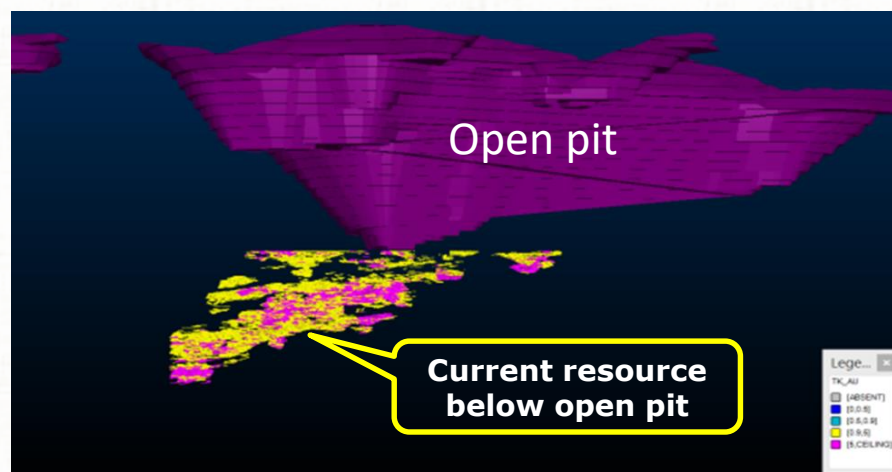 Open pit
Current resource
below open pit
Lege...
TK_AU
[ABSENT]
[0,0.5]
[0.5,0.9]
[0.9,5]
[5,CEILING]